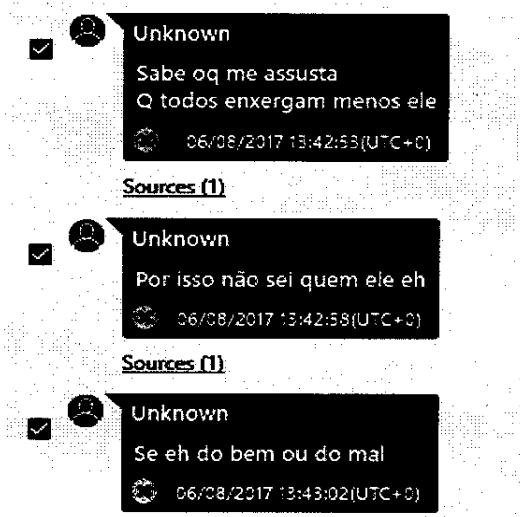 Unknown
Sabe oq me assusta
Q todos enxergam menos ele
06/08/2017 13:42:53(UTC+0)
Sources (1)
Unknown
Por isso não sei quem ele eh
06/08/2017 13:42:58(UTC+0)
Sources (1)
Unknown
Se eh do bem ou do mal
06/08/2017 13:43:02(UTC+0)